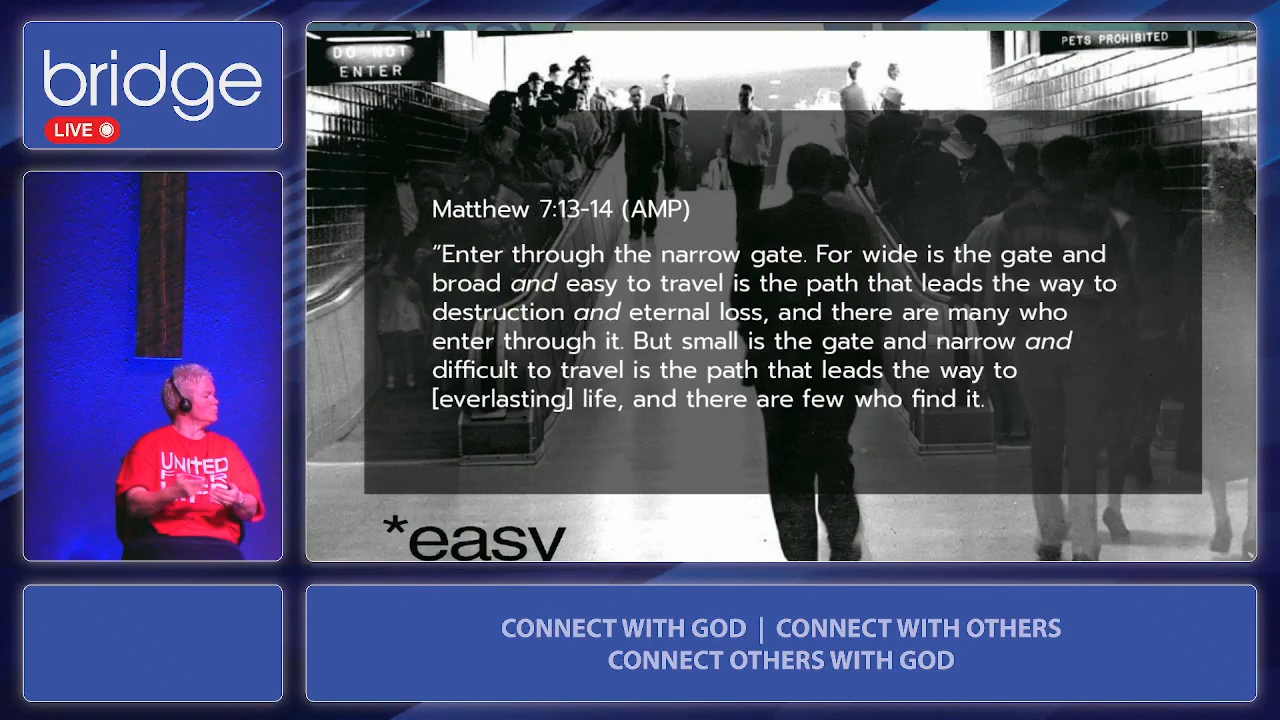 bridge
LIVE
DO NOT
ENTER
PETS PROHIBITED
Matthew 7:13-14 (AMP)
“Enter through the narrow gate. For wide is the gate and
broad and easy to travel is the path that leads the way to
destruction and eternal loss, and there are many who
enter through it. But small is the gate and narrow and
difficult to travel is the path that leads the way to
[everlasting] life, and there are few who find it.
*easy
UNITED
CONNECT WITH GOD | CONNECT WITH OTHERS
CONNECT OTHERS WITH GOD